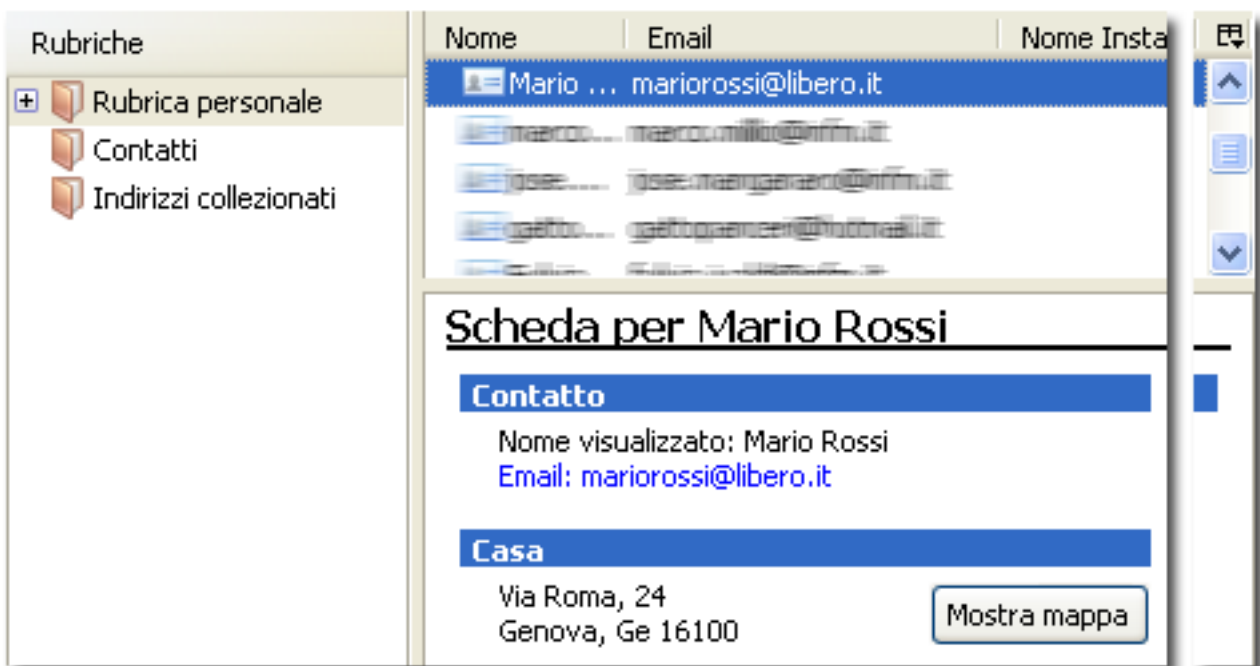 Rubriche
Rubrica personale
Contatti
Indirizzi collezionati
Nome Email Nome Insta
Mario ... mariorossi@libero.it
Scheda per Mario Rossi
Contatto
Nome visualizzato: Mario Rossi
Email: mariorossi@libero.it
Casa
Via Roma, 24
Genova, Ge 16100
Mostra mappa